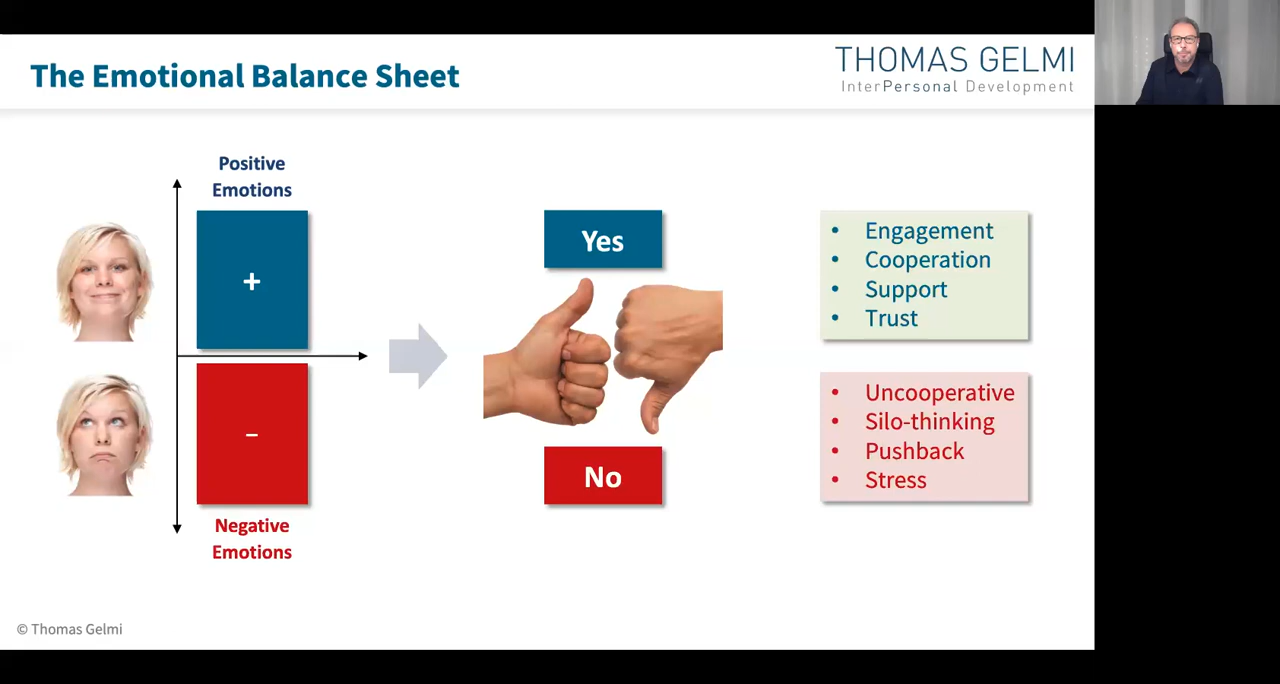 The Emotional Balance Sheet
THOMAS GELMI
InterPersonal Development
Positive
Emotions
+
–
Negative
Emotions
Yes
No
• Engagement
• Cooperation
• Support
• Trust
• Uncooperative
• Silo-thinking
• Pushback
• Stress
© Thomas Gelmi